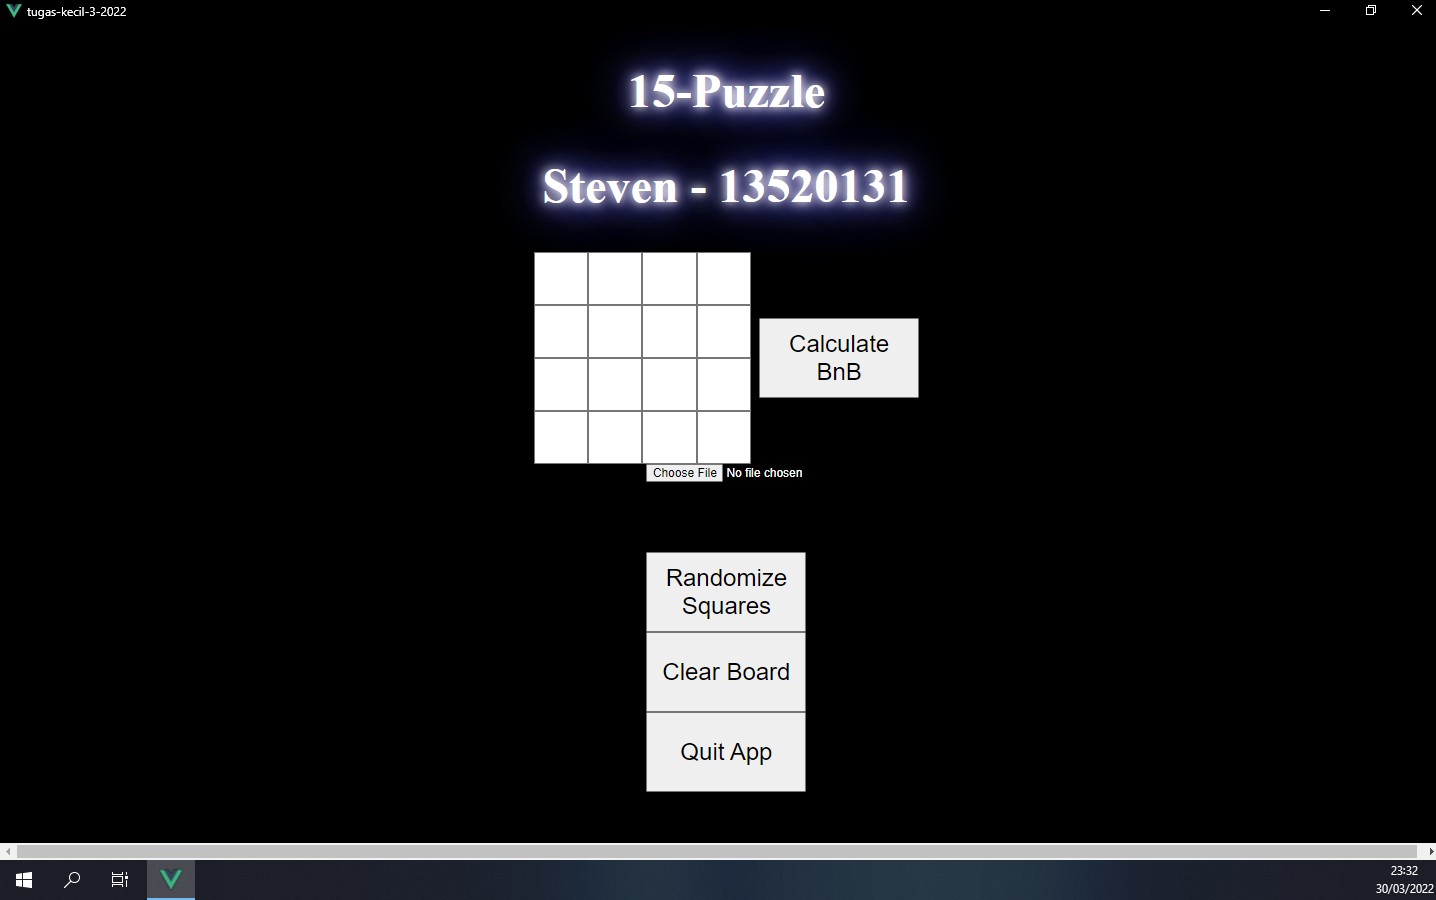 tugas-kecil-3-2022
15-Puzzle
Steven - 13520131
Calculate
BnB
Choose File No file chosen
Randomize
Squares
Clear Board
Quit App
23:32
30/03/2022